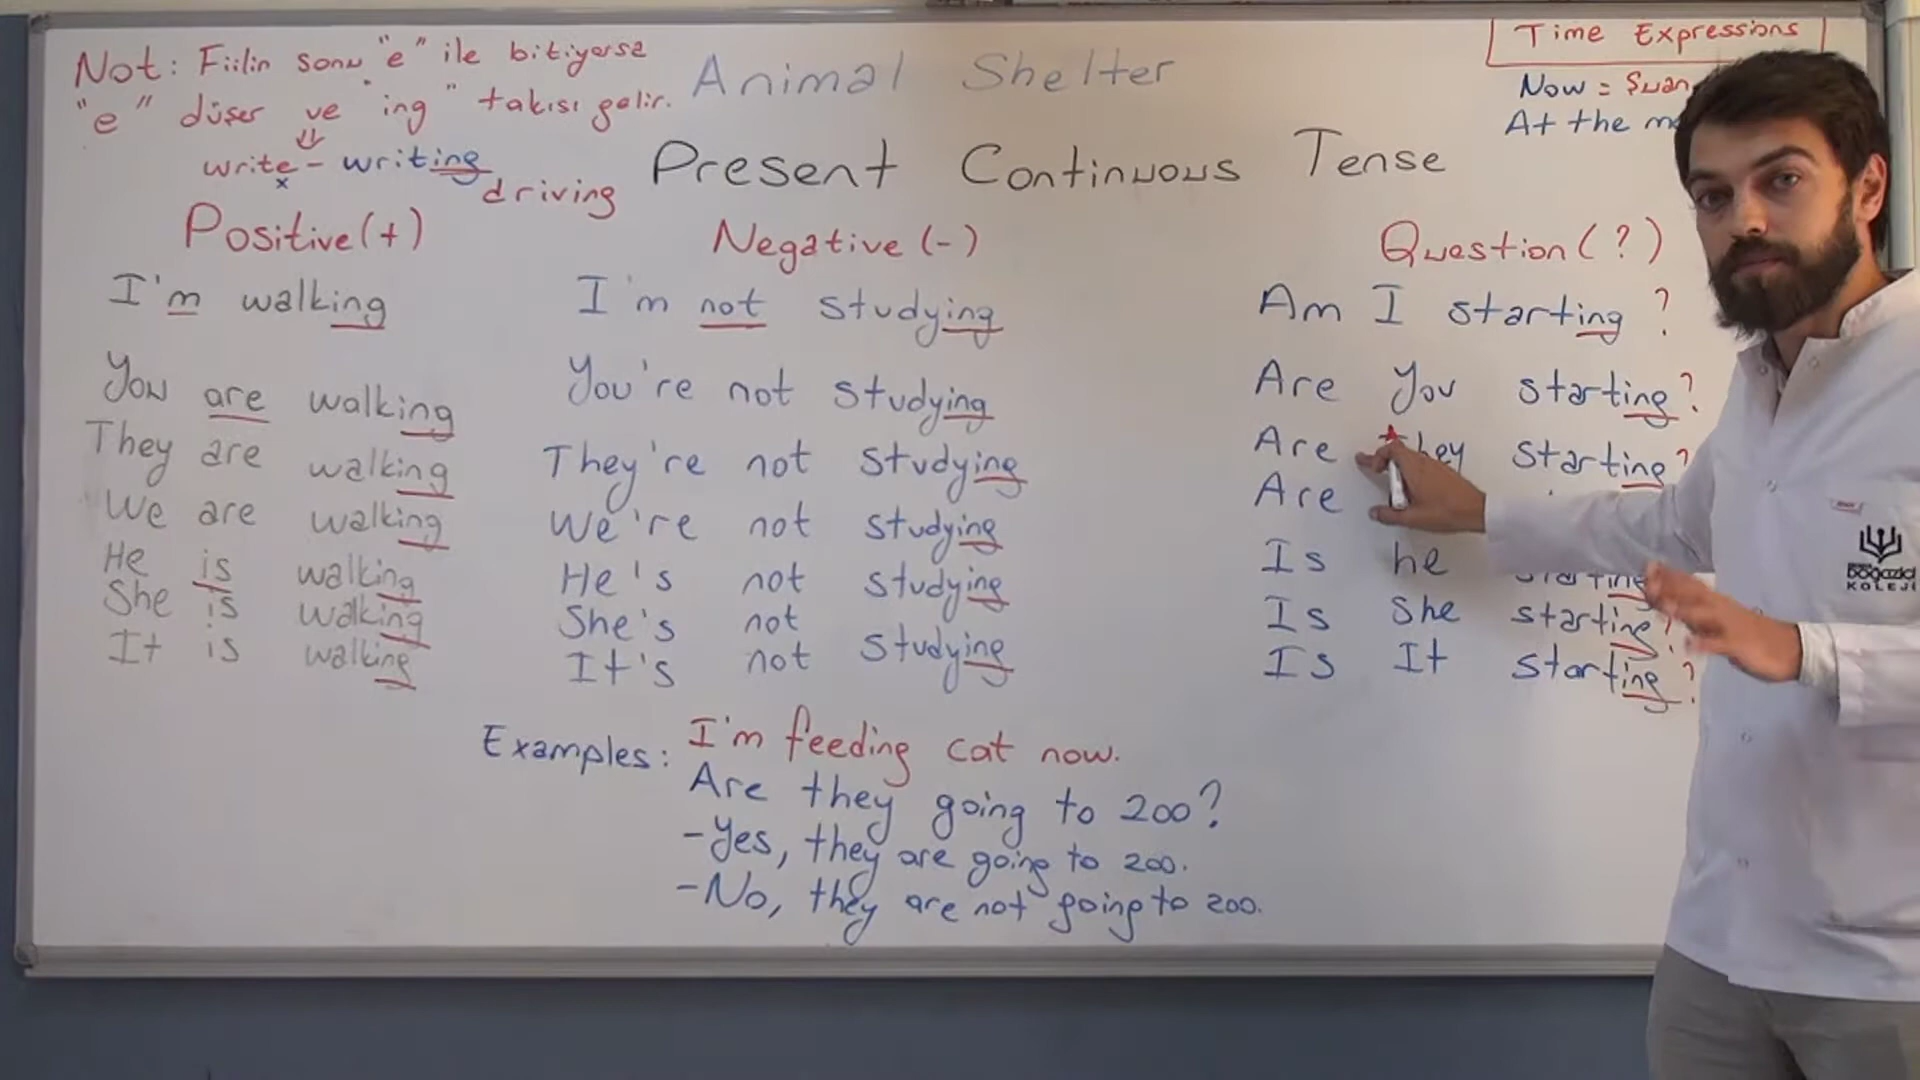 Not: Fiilin sonu "e" ile bitiyorsa
"e" düşer ve "ing" takısı gelir.
write - writing
x
driving
Animal Shelter
Present Continuous Tense
Time Expressions
Now = Şuan
At the
Positive (+)
I'm walking
You are walking
They are walking
We are walking
He is walking
She is walking
It is walking
Negative (-)
I'm not studying
You're not studying
They're not studying
We're not studying
He's not studying
She's not
It's not studying
Question (?)
Am I starting ?
Are You starting?
Are they starting?
Are
Is he starting
Is She starting?
Is It starting ?
Examples: I'm feeding cat now.
Are they going to zoo?
-Yes, they are going to zoo.
-No, they are not going to zoo.
boğaziçi
KOLEJİ